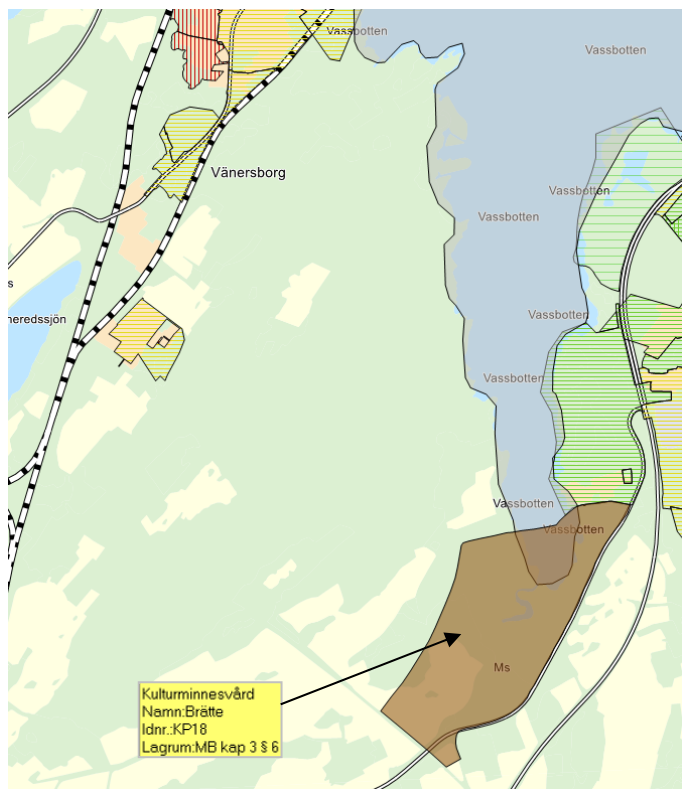 Vassbotten
Vassbotten
Vänersborg
Vassbotten
Vassbotten
s
neredssjön
Vassbotten
Vassbotten
Vassbotten
Vassbotten
Ms
Kulturminnesvård
Namn:Brätte
Idnr.:KP18
Lagrum:MB kap 3 § 6